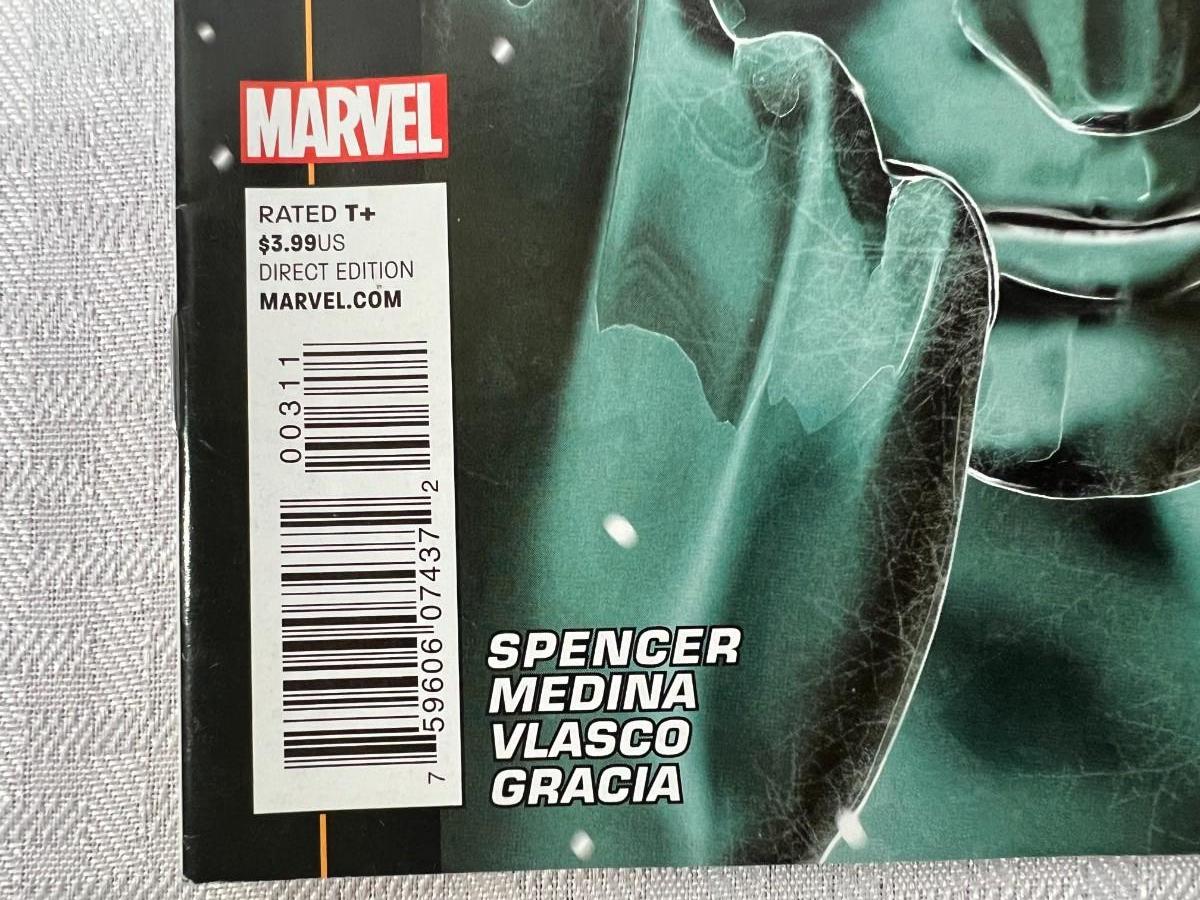 MARVEL
RATED T+
$3.99US
DIRECT EDITION
MARVEL.COM
00311
7 59606 07437 2
SPENCER
MEDINA
VLASCO
GRACIA